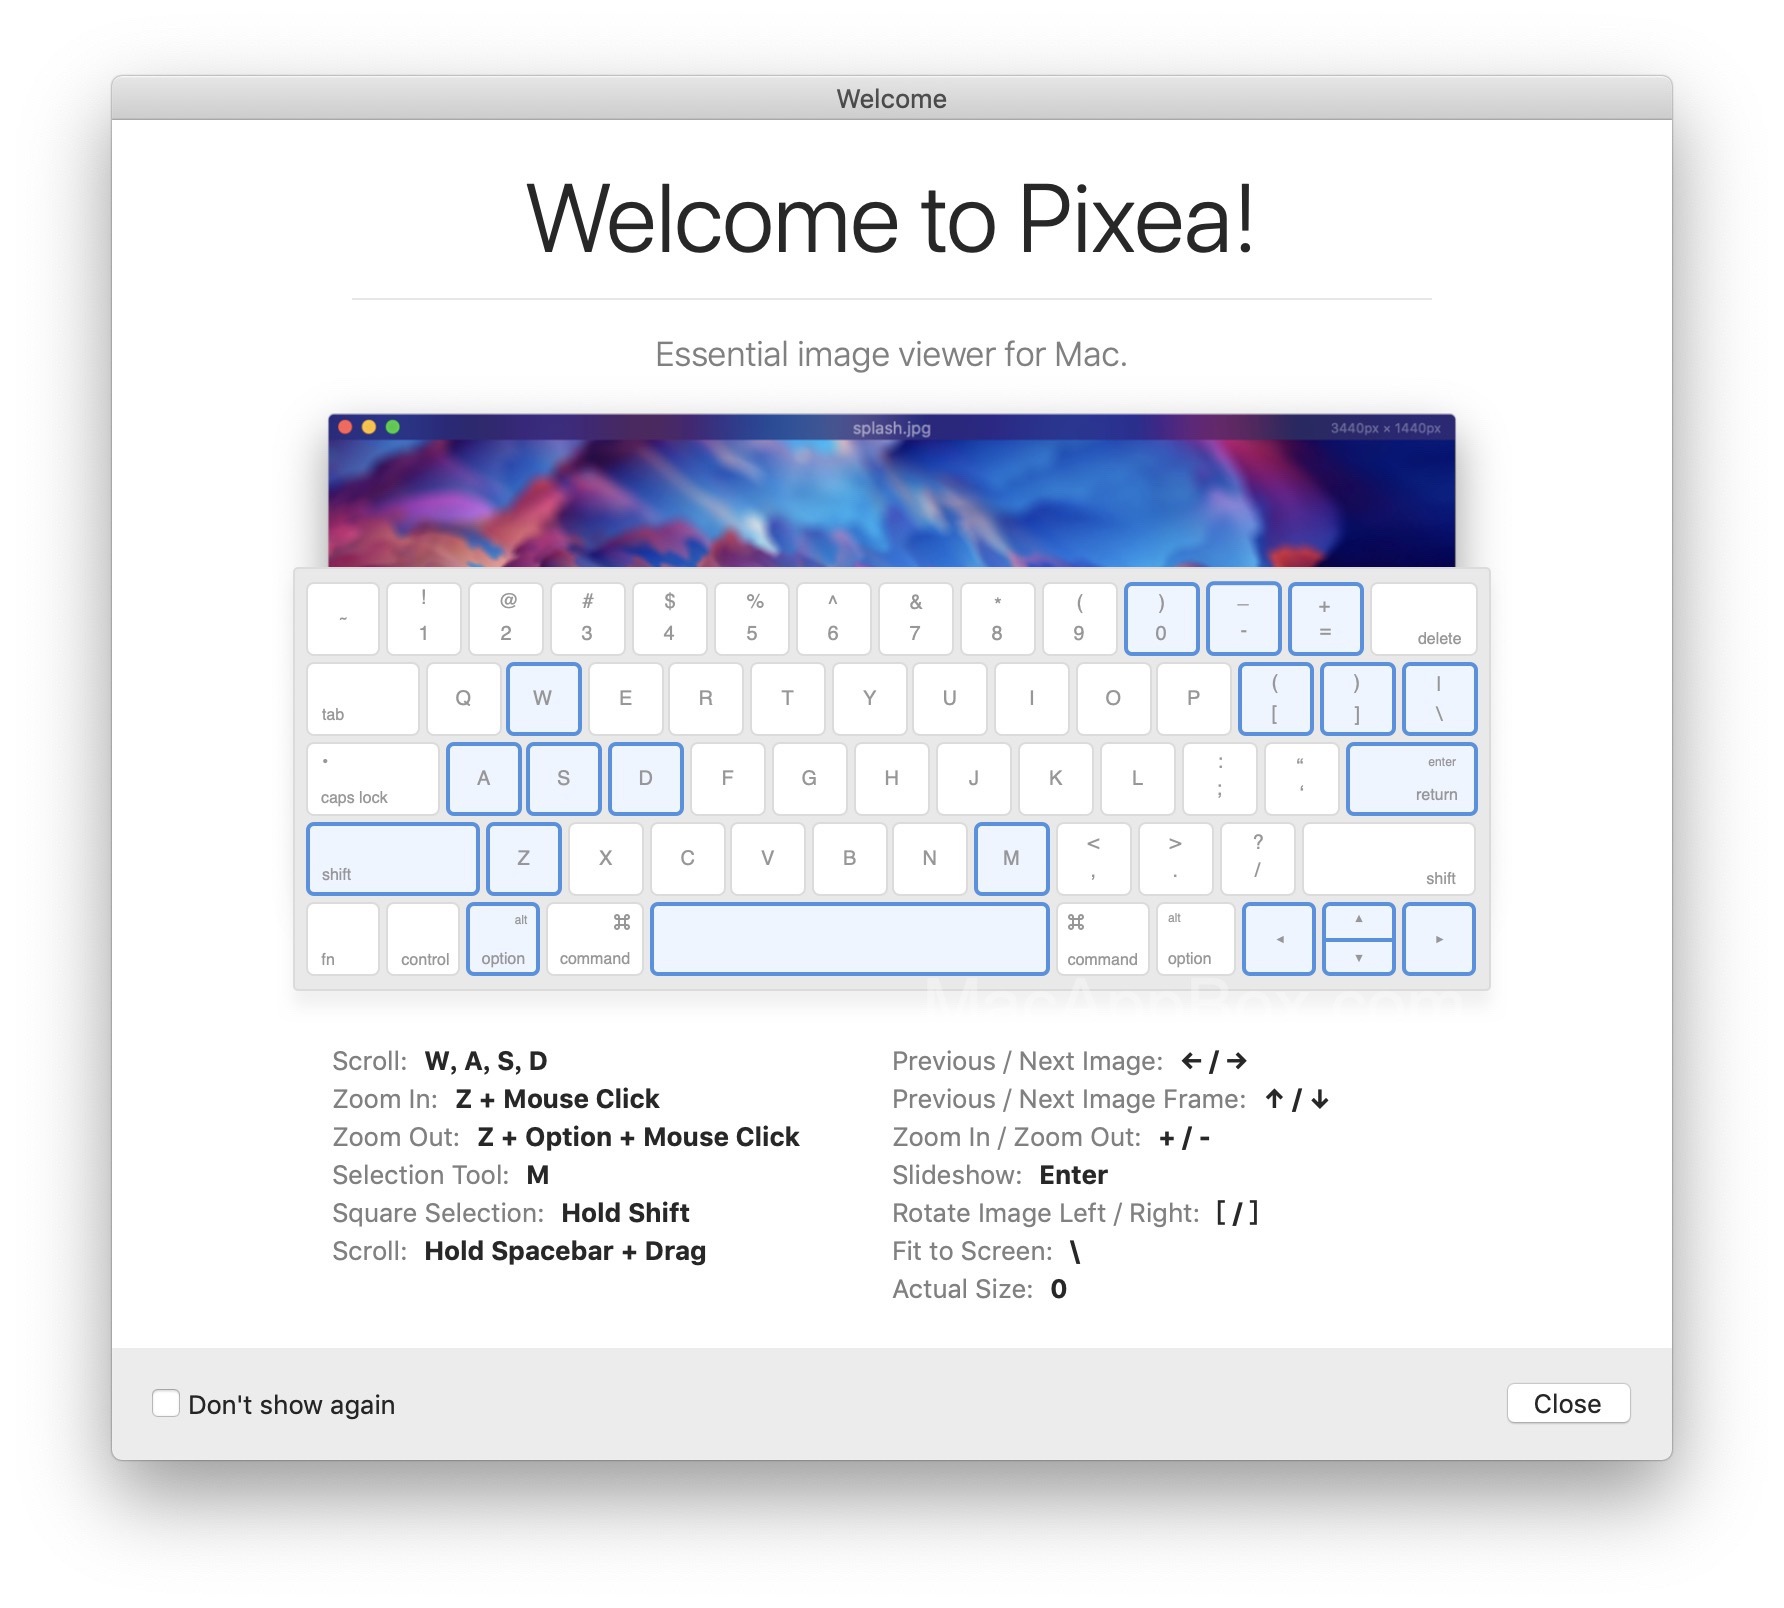 Welcome
Welcome to Pixea!
Essential image viewer for Mac.
splash.jpg 3440px × 1440px
~ ! 1 @ 2 # 3 $ 4 % 5 ^ 6 & 7 * 8 ( 9 ) 0 _ - + = delete
tab Q W E R T Y U I O P ( [ ) ] | \
caps lock A S D F G H J K L : ; “ ‘ enter return
shift Z X C V B N M < , > . ? / shift
fn control alt option ⌘ command ⌘ command alt option ◂ ▴ ▾ ▸
MacAppBox.com
Scroll: W, A, S, D
Zoom In: Z + Mouse Click
Zoom Out: Z + Option + Mouse Click
Selection Tool: M
Square Selection: Hold Shift
Scroll: Hold Spacebar + Drag
Previous / Next Image: ← / →
Previous / Next Image Frame: ↑ / ↓
Zoom In / Zoom Out: + / -
Slideshow: Enter
Rotate Image Left / Right: [ / ]
Fit to Screen: \
Actual Size: 0
Don't show again
Close